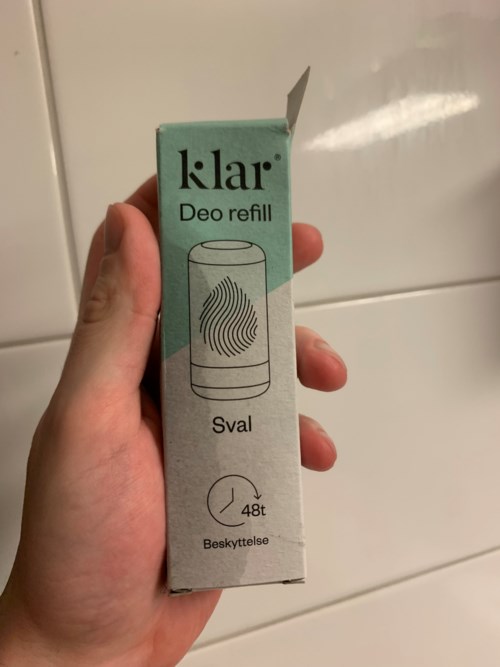 klar®
Deo refill
Sval
48t
Beskyttelse